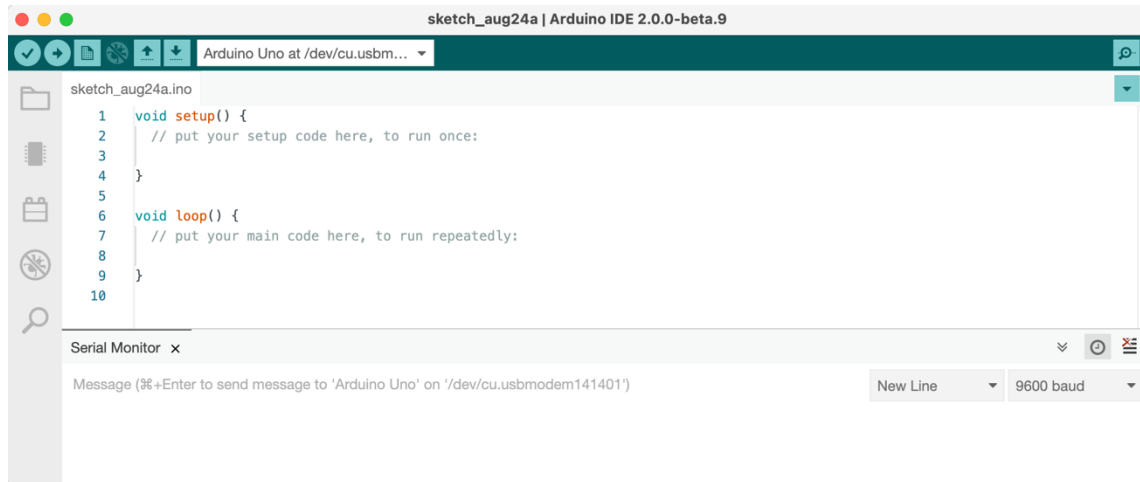 sketch_aug24a | Arduino IDE 2.0.0-beta.9
Arduino Uno at /dev/cu.usbm...
sketch_aug24a.ino
1 void setup() {
2 // put your setup code here, to run once:
3
4 }
5
6 void loop() {
7 // put your main code here, to run repeatedly:
8
9 }
10
Serial Monitor x
Message (⌘+Enter to send message to 'Arduino Uno' on '/dev/cu.usbmodem141401')
New Line
9600 baud